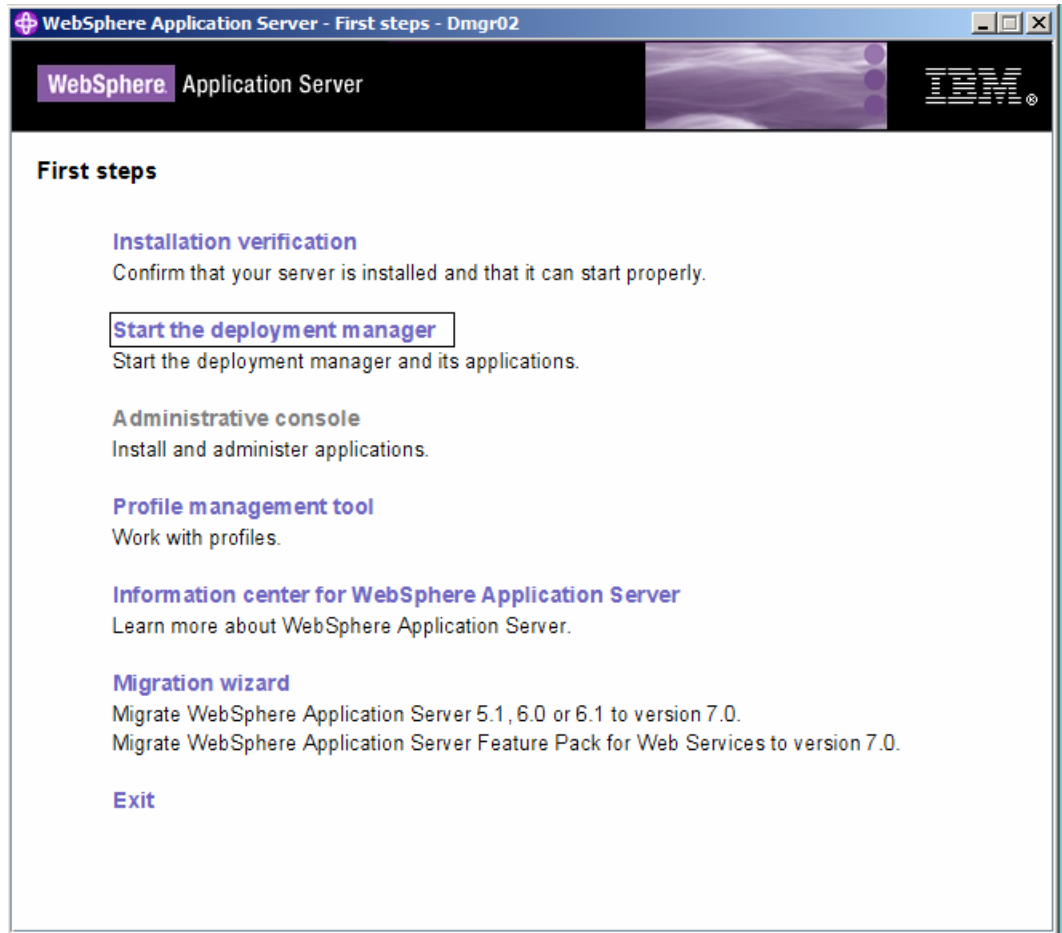 WebSphere Application Server - First steps - Dmgr02
WebSphere. Application Server
IBM®
First steps
Installation verification
Confirm that your server is installed and that it can start properly.
Start the deployment manager
Start the deployment manager and its applications.
Administrative console
Install and administer applications.
Profile management tool
Work with profiles.
Information center for WebSphere Application Server
Learn more about WebSphere Application Server.
Migration wizard
Migrate WebSphere Application Server 5.1, 6.0 or 6.1 to version 7.0.
Migrate WebSphere Application Server Feature Pack for Web Services to version 7.0.
Exit